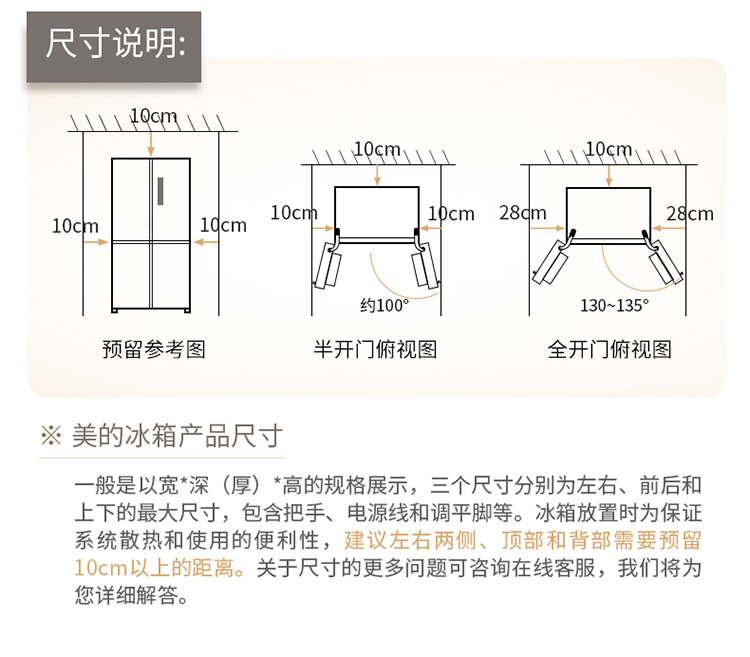 尺寸说明:
10cm
10cm
10cm
预留参考图
10cm
10cm
10cm
约100°
半开门俯视图
10cm
28cm
28cm
130~135°
全开门俯视图
※ 美的冰箱产品尺寸
一般是以宽*深（厚）*高的规格展示，三个尺寸分别为左右、前后和
上下的最大尺寸，包含把手、电源线和调平脚等。冰箱放置时为保证
系统散热和使用的便利性，建议左右两侧、顶部和背部需要预留
10cm以上的距离。关于尺寸的更多问题可咨询在线客服，我们将为
您详细解答。